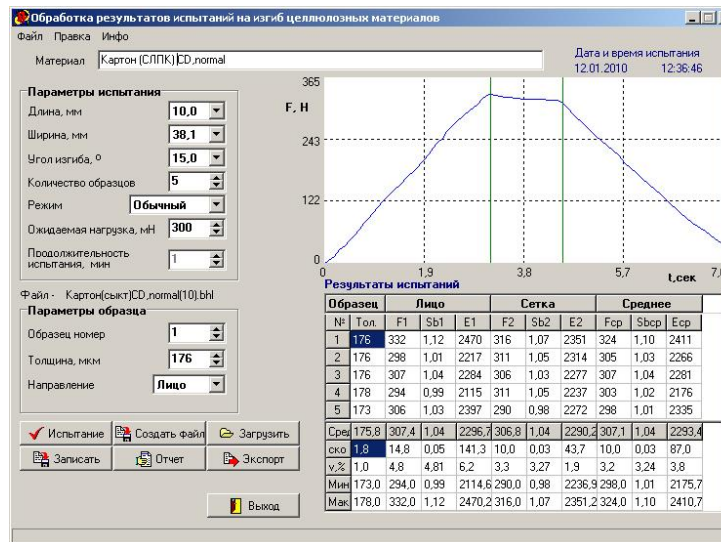 Обработка результатов испытаний на изгиб целлюлозных материалов
Файл Правка Инфо
Материал Картон (СЛПК)CD,normal
Дата и время испытания
12.01.2010 12:36:46
Параметры испытания
Длина, мм 10,0
Ширина, мм 38,1
Угол изгиба, º 15,0
Количество образцов 5
Режим Обычный
Ожидаемая нагрузка, мН 300
Продолжительность
испытания, мин 1
Файл - Картон(сыкт)CD,normal(10).bhl
Параметры образца
Образец номер 1
Толщина, мкм 176
Направление Лицо
Испытание Создать файл Загрузить
Записать Отчет Экспорт
Выход
F, Н
365
243
122
0
0 1,9 3,8 5,7 7,
t,сек
Результаты испытаний
Образец Лицо Сетка Среднее
№ Тол. F1 Sb1 E1 F2 Sb2 E2 Fcp Sbcp Ecp
1 176 332 1,12 2470 316 1,07 2351 324 1,10 2411
2 176 298 1,01 2217 311 1,05 2314 305 1,03 2266
3 176 307 1,04 2284 306 1,03 2277 307 1,04 2281
4 178 294 0,99 2115 311 1,05 2237 303 1,02 2176
5 173 306 1,03 2397 290 0,98 2272 298 1,01 2335
Сред 175,8 307,4 1,04 2296,7 306,8 1,04 2290,2 307,1 1,04 2293,4
ско 1,8 14,8 0,05 141,3 10,0 0,03 43,7 10,0 0,03 87,0
v,% 1,0 4,8 4,81 6,2 3,3 3,27 1,9 3,2 3,24 3,8
Мин 173,0 294,0 0,99 2114,6 290,0 0,98 2236,9 298,0 1,01 2175,7
Мак 178,0 332,0 1,12 2470,2 316,0 1,07 2351,2 324,0 1,10 2410,7